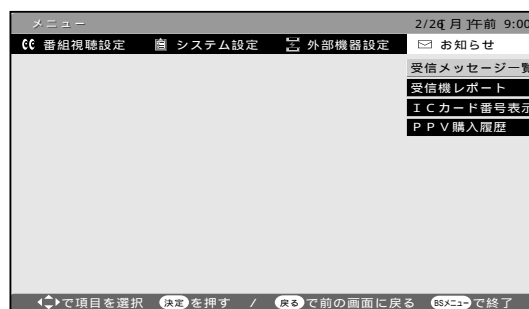 メニュー 2/26[月]午前 9:00
番組視聴設定 システム設定 外部機器設定 お知らせ
受信メッセージ一覧
受信機レポート
ICカード番号表示
PPV購入履歴
で項目を選択 決定を押す / 戻るで前の画面に戻る BSメニューで終了